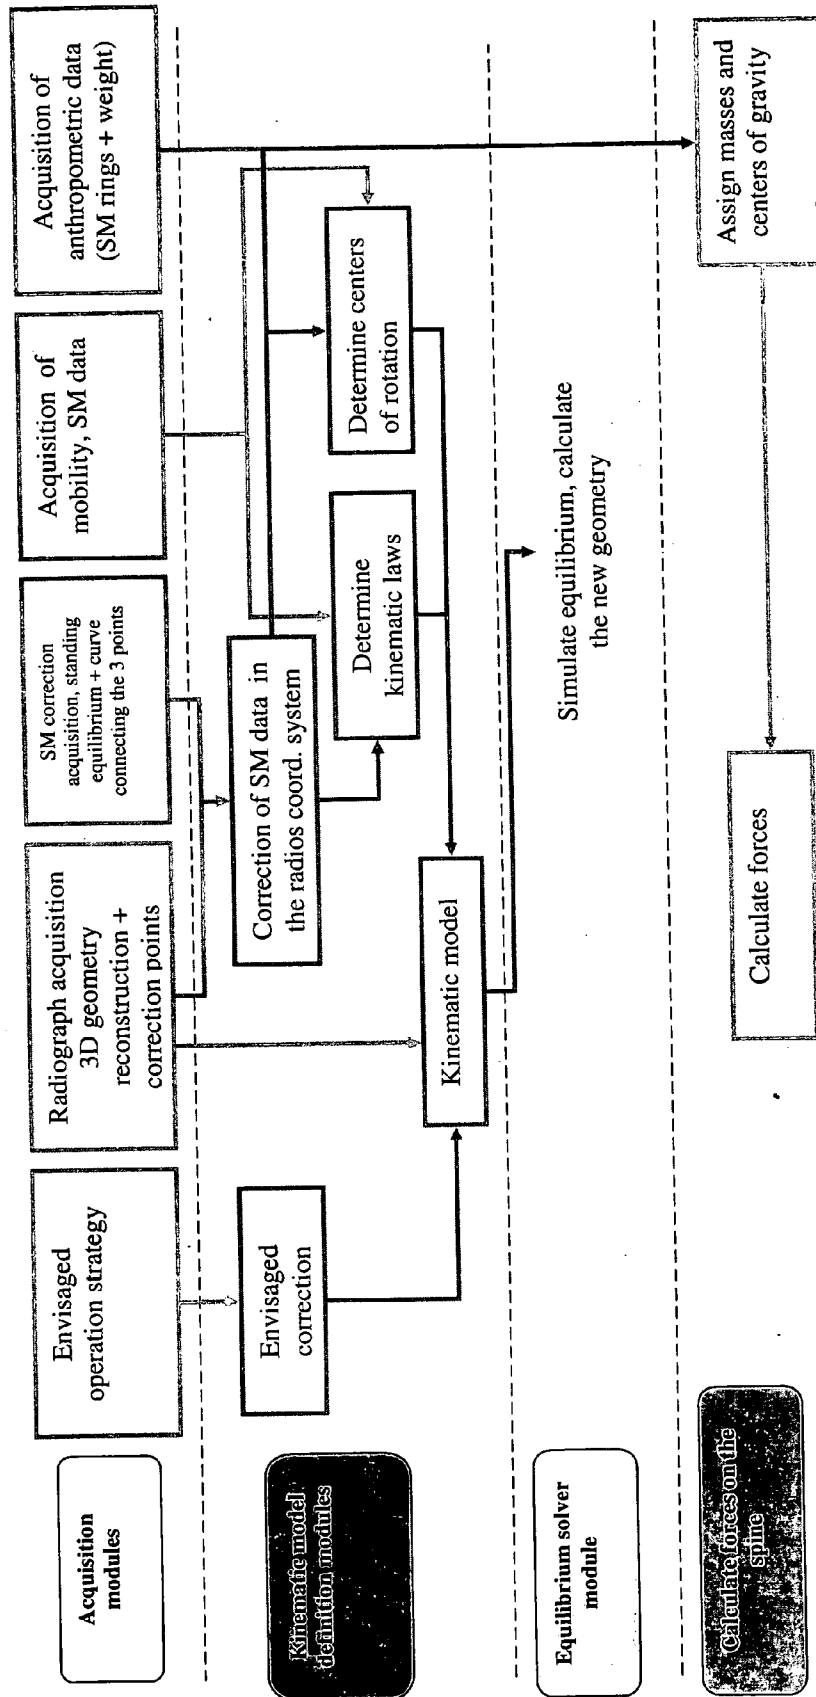 Acquisition
modules
Envisaged
operation strategy
Radiograph acquisition
3D geometry
reconstruction +
correction points
SM correction
acquisition, standing
equilibrium + curve
connecting the 3 points
Acquisition of
mobility, SM data
Acquisition of
anthropometric data
(SM rings + weight)
Kinematic model
definition modules
Envisaged
correction
Correction of SM data in
the radios coord. system
Determine
kinematic laws
Determine centers
of rotation
Kinematic model
Equilibrium solver
module
Simulate equilibrium, calculate
the new geometry
Calculate forces on the
spine
Calculate forces
Assign masses and
centers of gravity